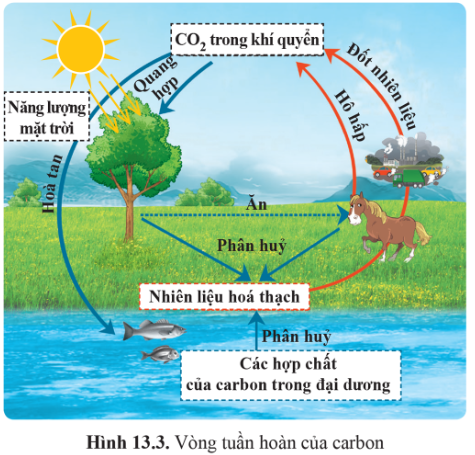 CO₂ trong khí quyển
Quang
hợp
Đốt nhiên liệu
Năng lượng
mặt trời
Hô hấp
Hoà tan
Ăn
Phân huỷ
Nhiên liệu hoá thạch
Phân huỷ
Các hợp chất
của carbon trong đại dương
Hình 13.3. Vòng tuần hoàn của carbon